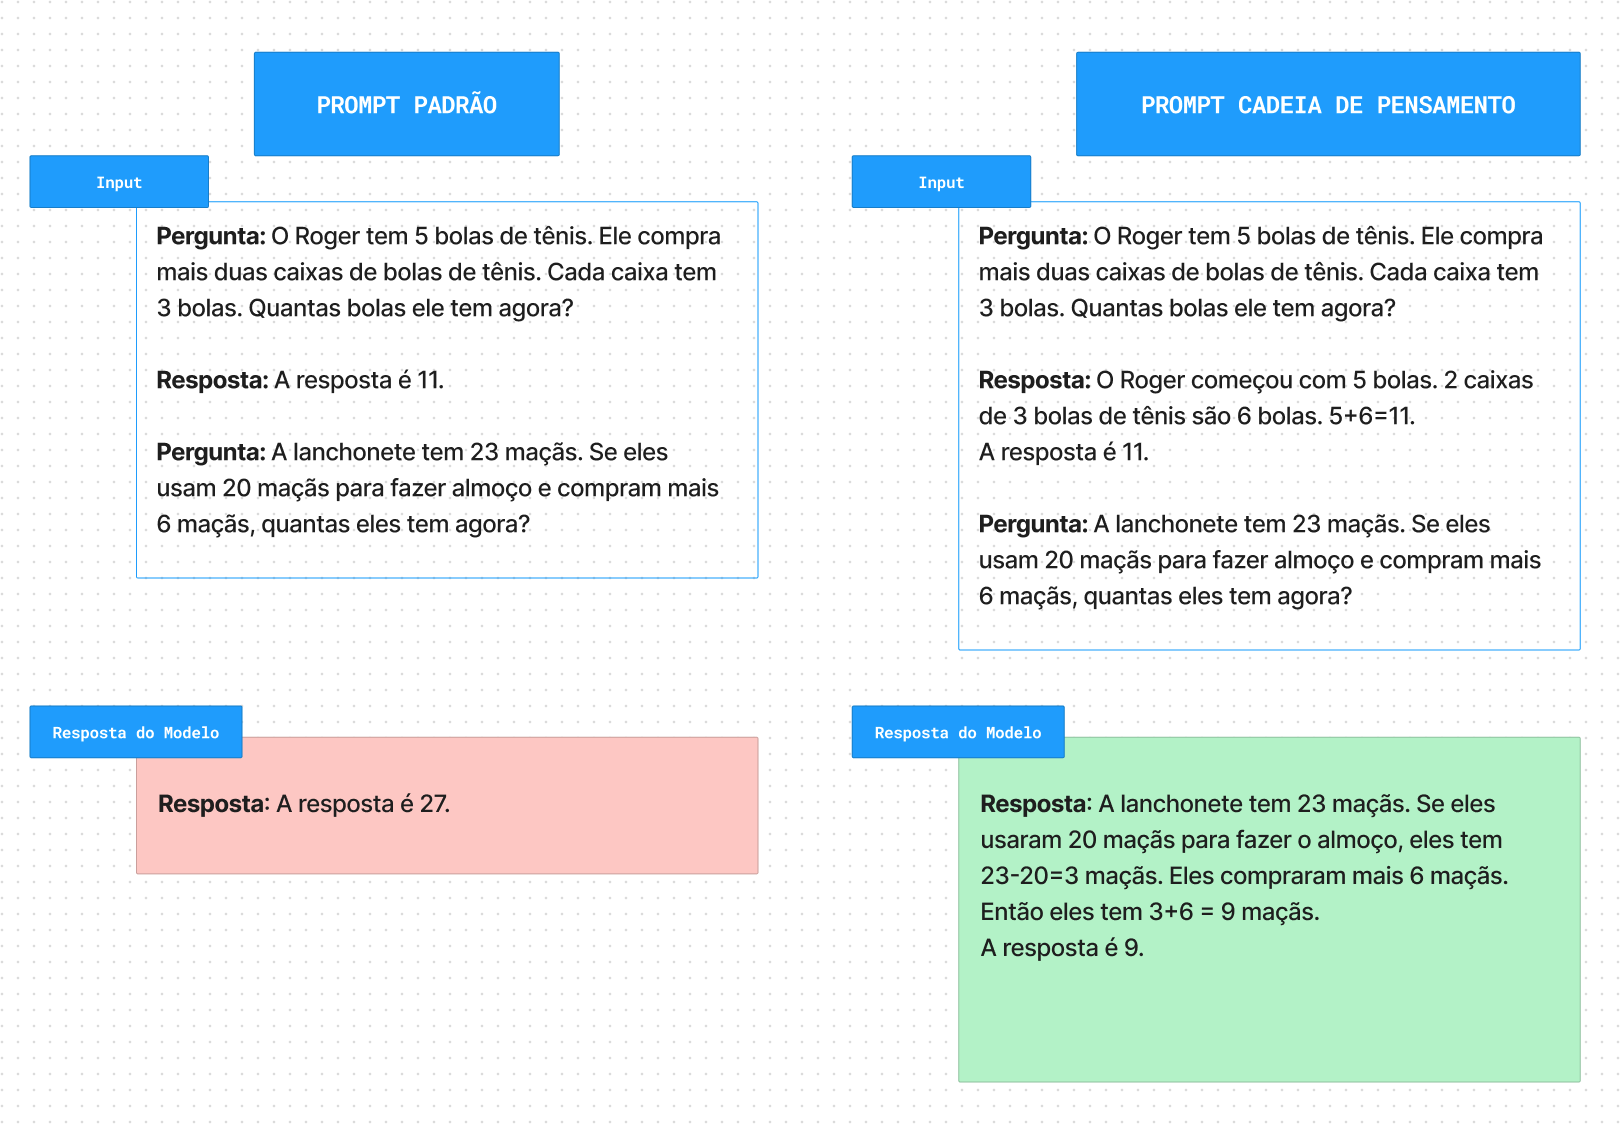 PROMPT PADRÃO
Input
Pergunta: O Roger tem 5 bolas de tênis. Ele compra
mais duas caixas de bolas de tênis. Cada caixa tem
3 bolas. Quantas bolas ele tem agora?
Resposta: A resposta é 11.
Pergunta: A lanchonete tem 23 maçãs. Se eles
usam 20 maçãs para fazer almoço e compram mais
6 maçãs, quantas eles tem agora?
Resposta do Modelo
Resposta: A resposta é 27.
PROMPT CADEIA DE PENSAMENTO
Input
Pergunta: O Roger tem 5 bolas de tênis. Ele compra
mais duas caixas de bolas de tênis. Cada caixa tem
3 bolas. Quantas bolas ele tem agora?
Resposta: O Roger começou com 5 bolas. 2 caixas
de 3 bolas de tênis são 6 bolas. 5+6=11.
A resposta é 11.
Pergunta: A lanchonete tem 23 maçãs. Se eles
usam 20 maçãs para fazer almoço e compram mais
6 maçãs, quantas eles tem agora?
Resposta do Modelo
Resposta: A lanchonete tem 23 maçãs. Se eles
usaram 20 maçãs para fazer o almoço, eles tem
23-20=3 maçãs. Eles compraram mais 6 maçãs.
Então eles tem 3+6 = 9 maçãs.
A resposta é 9.